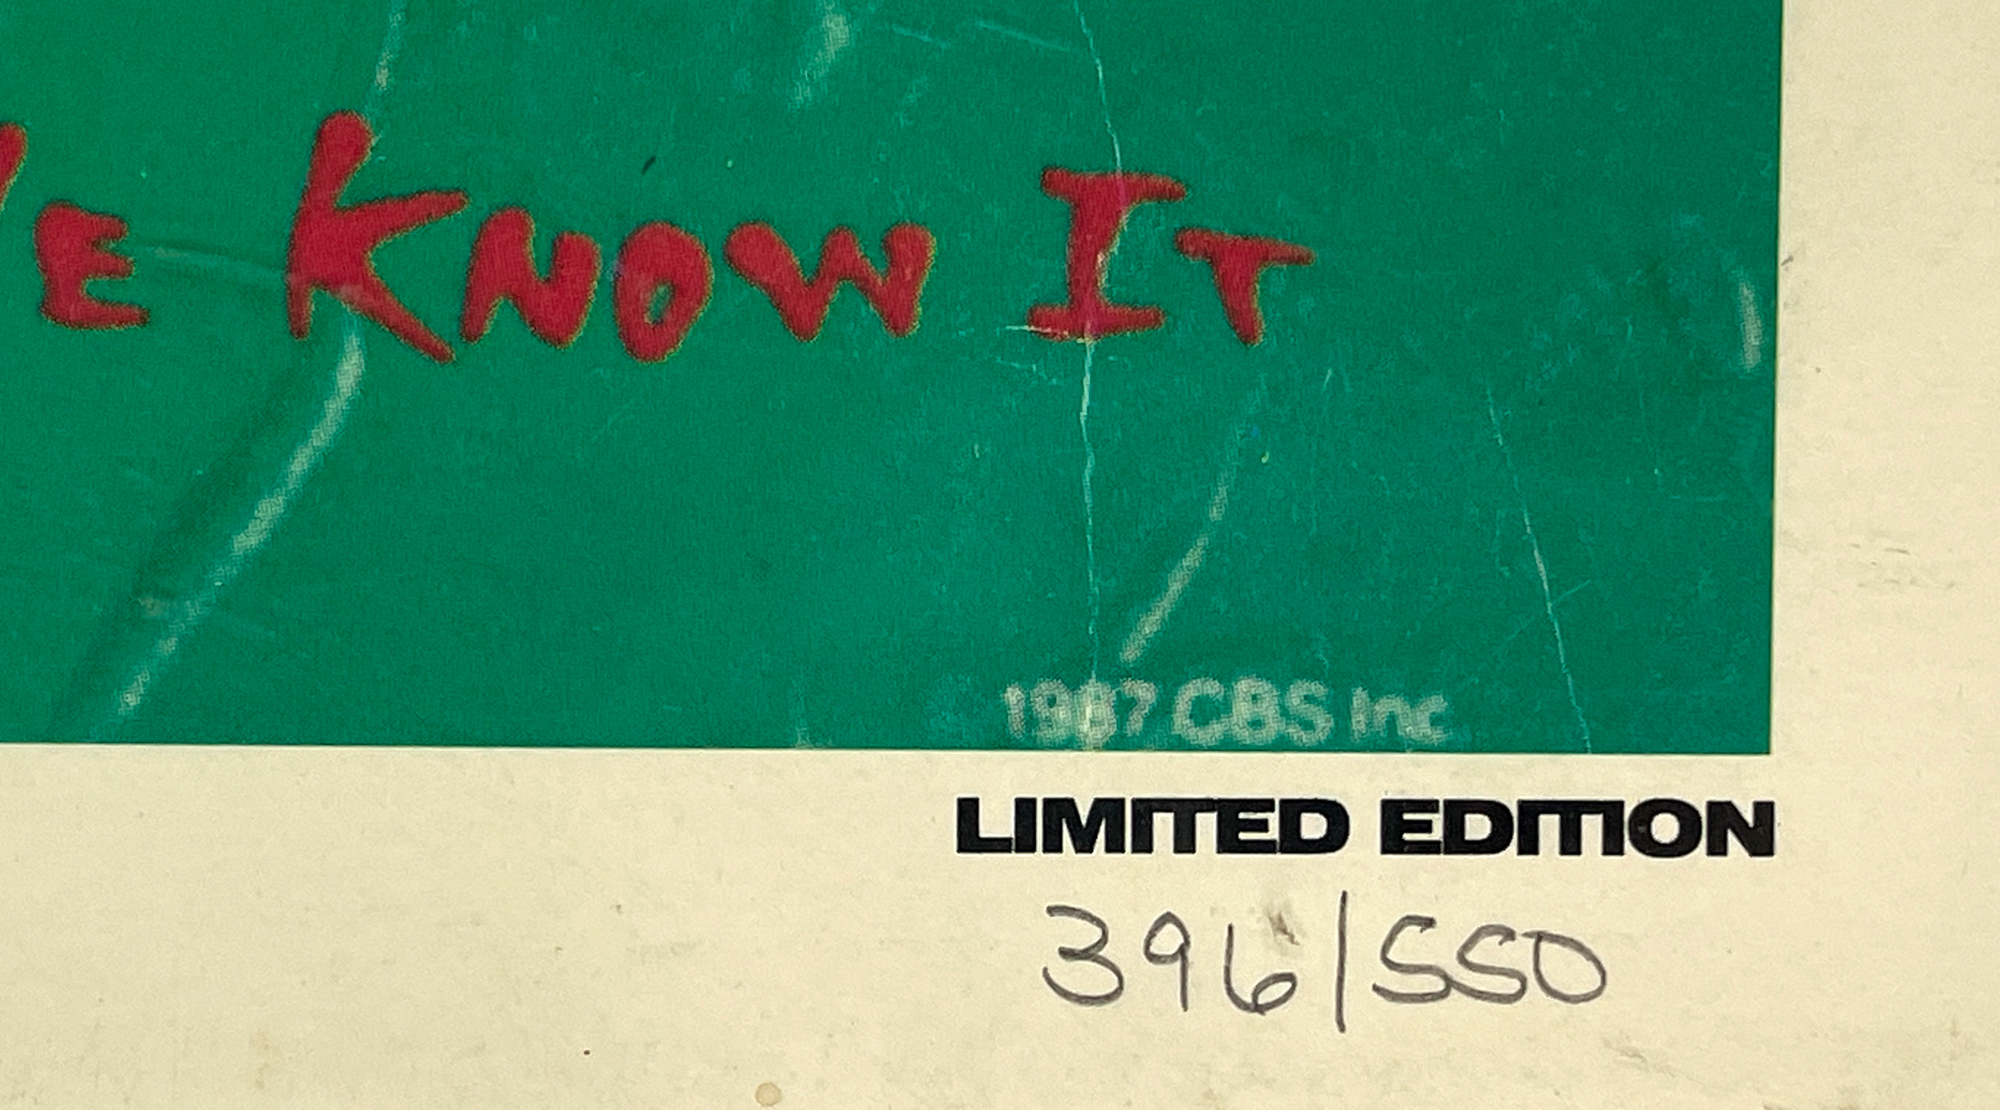 e Know It
1987 CBS Inc
LIMITED EDITION
396/550